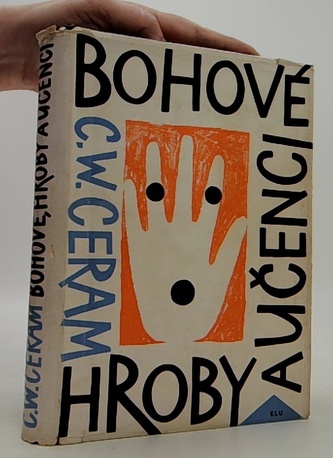 BOHOVÉ
C.W.CERAM
HROBY
A UČENCI
KLU
C.W.CERAM BOHOVÉ, HROBY A UČENCI